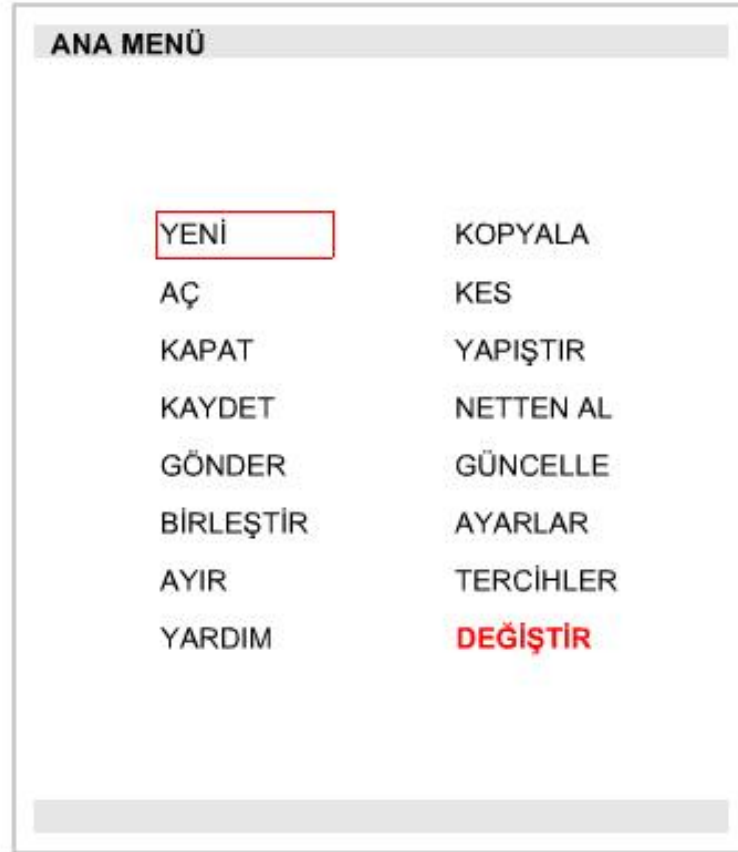 ANA MENÜ
YENİ KOPYALA
AÇ KES
KAPAT YAPIŞTIR
KAYDET NETTEN AL
GÖNDER GÜNCELLE
BİRLEŞTİR AYARLAR
AYIR TERCİHLER
YARDIM DEĞİŞTİR